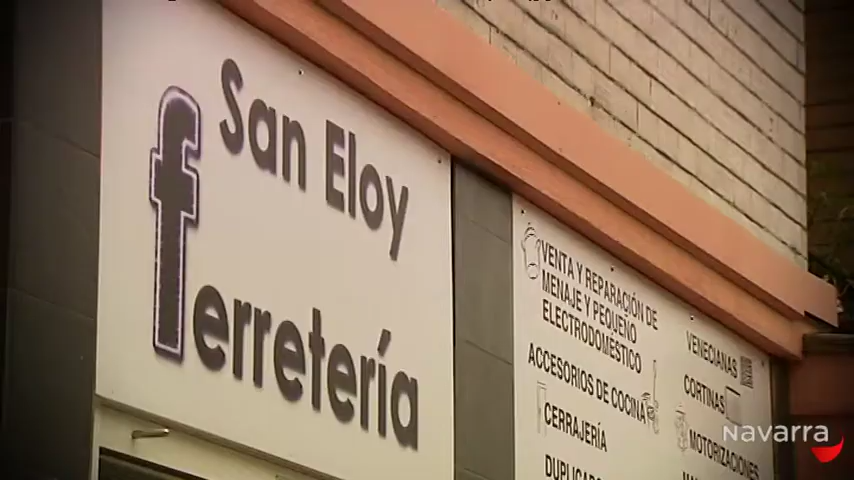 San Eloy
ferretería
VENTA Y REPARACIÓN DE
MENAJE Y PEQUEÑO
ELECTRODOMÉSTICO
ACCESORIOS DE COCINA
CERRAJERÍA
VENECIANAS
CORTINAS
MOTORIZACIONES
Navarra